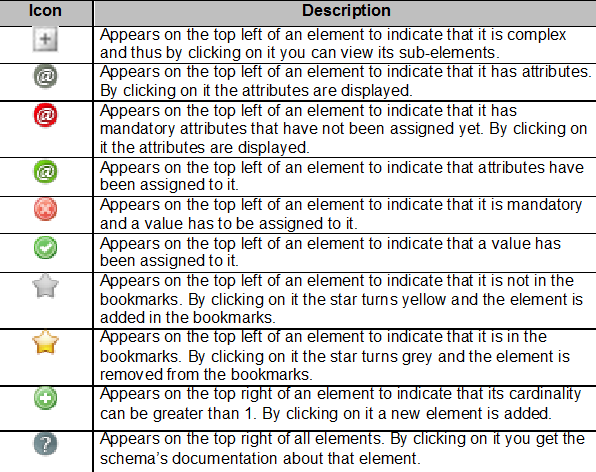 Icon Description
Appears on the top left of an element to indicate that it is complex
and thus by clicking on it you can view its sub-elements.
@ Appears on the top left of an element to indicate that it has attributes.
By clicking on it the attributes are displayed.
@ Appears on the top left of an element to indicate that it has
mandatory attributes that have not been assigned yet. By clicking on
it the attributes are displayed.
@ Appears on the top left of an element to indicate that attributes have
been assigned to it.
Appears on the top left of an element to indicate that it is mandatory
and a value has to be assigned to it.
Appears on the top left of an element to indicate that a value has
been assigned to it.
Appears on the top left of an element to indicate that it is not in the
bookmarks. By clicking on it the star turns yellow and the element is
added in the bookmarks.
Appears on the top left of an element to indicate that it is in the
bookmarks. By clicking on it the star turns grey and the element is
removed from the bookmarks.
Appears on the top right of an element to indicate that its cardinality
can be greater than 1. By clicking on it a new element is added.
? Appears on the top right of all elements. By clicking on it you get the
schema's documentation about that element.